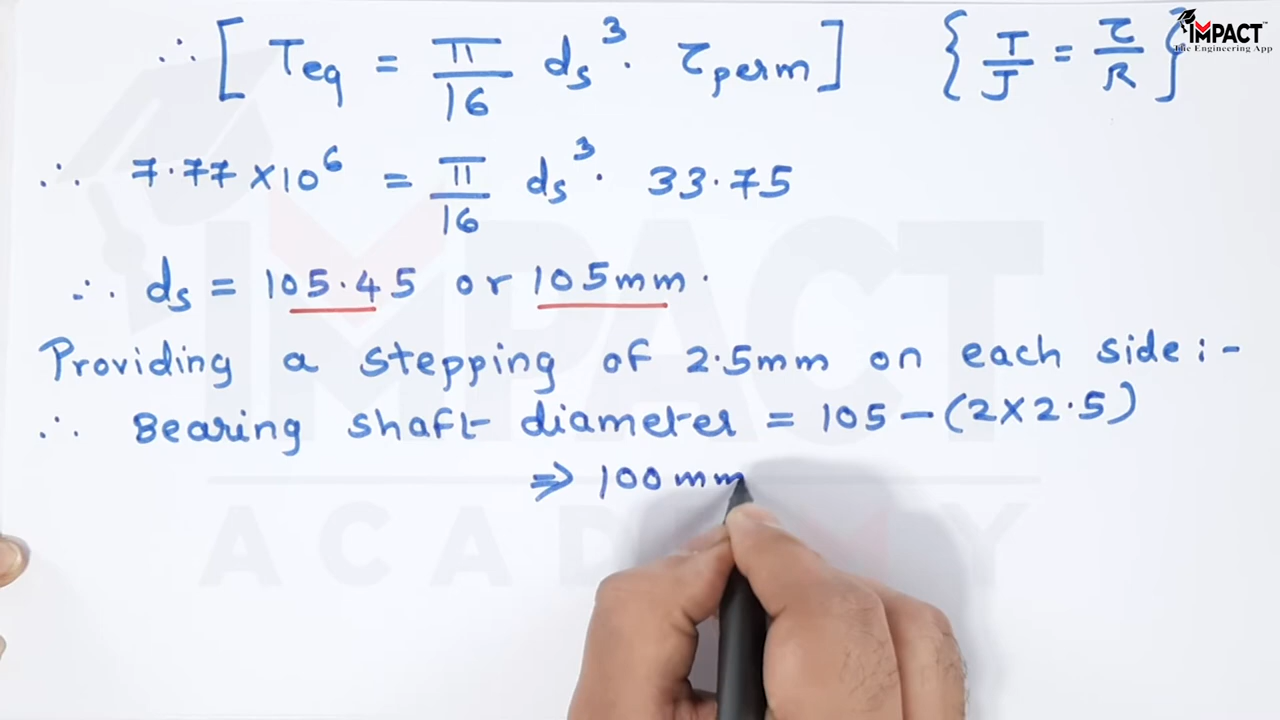 IMPACT
The Engineering App
∴ [ Teq = π/16 ds³ · τperm ] { T/J = τ/R }
∴ 7.77 × 10⁶ = π/16 ds³ · 33.75
∴ ds = 105.45 or 105mm.
Providing a stepping of 2.5mm on each side :-
∴ Bearing shaft diameter = 105 - (2 × 2.5)
⇒ 100 mm
IMPACT
ACADEMY